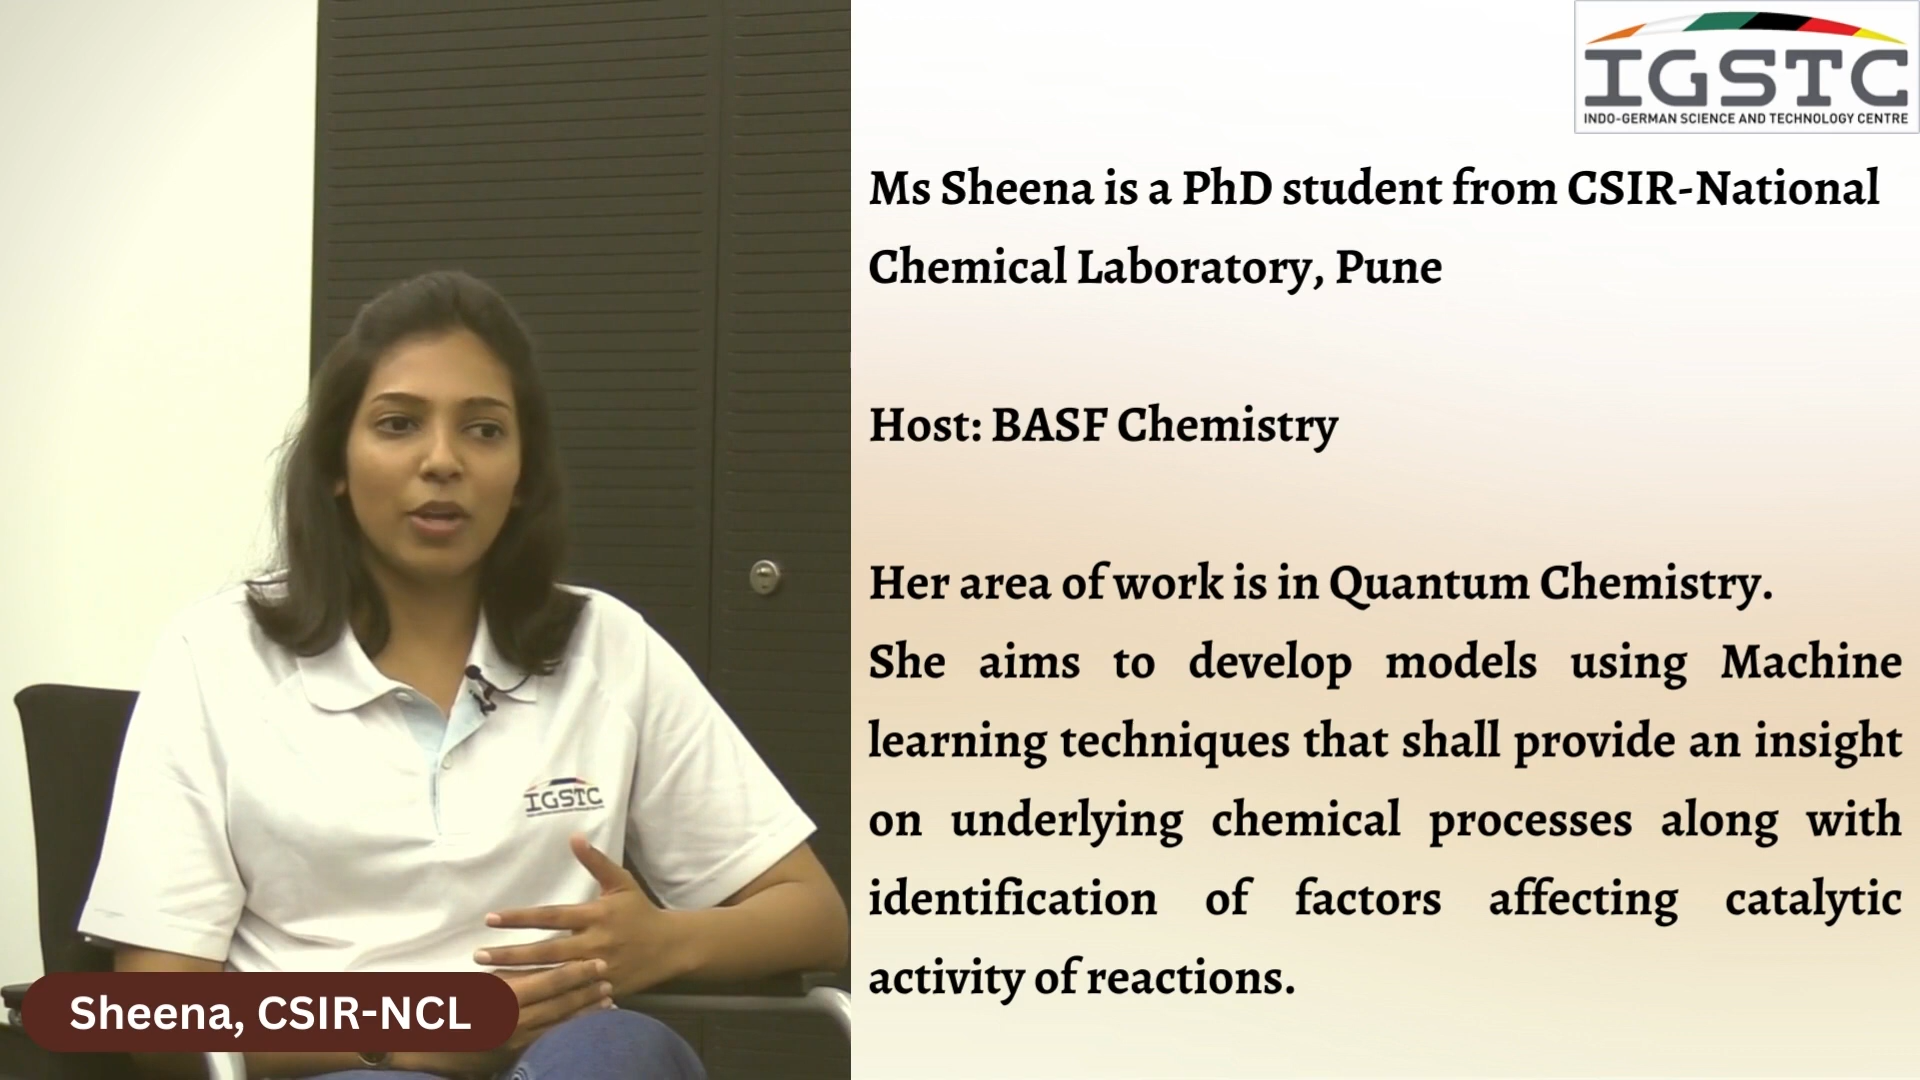 IGSTC
INDO-GERMAN SCIENCE AND TECHNOLOGY CENTRE
Ms Sheena is a PhD student from CSIR-National
Chemical Laboratory, Pune
Host: BASF Chemistry
Her area of work is in Quantum Chemistry.
She aims to develop models using Machine
learning techniques that shall provide an insight
on underlying chemical processes along with
identification of factors affecting catalytic
activity of reactions.
IGSTC
Sheena, CSIR-NCL